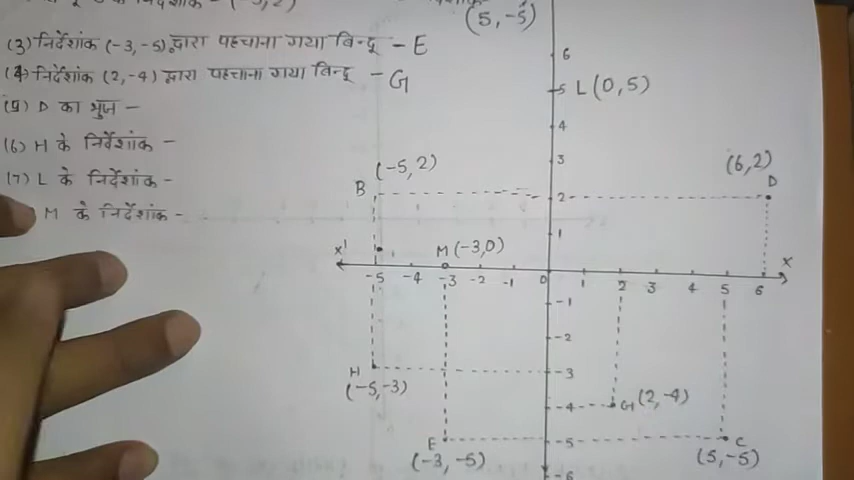 के निर्देशांक - (-5,2)
(5,-5)
(3) निर्देशांक (-3,-5) द्वारा पहचाना गया बिन्दू - E
(4) निर्देशांक (2,-4) द्वारा पहचाना गया बिन्दू - G
(5) D का भुज -
(6) H के निर्देशांक -
(7) L के निर्देशांक -
M के निर्देशांक -
6
5 L(0,5)
4
3
(-5,2)
(6,2)
B
2
D
1
X'
M(-3,0)
X
-5 -4 -3 -2 -1 0 1 2 3 4 5 6
-1
-2
H
-3
(-5,-3)
-4
G(2,-4)
E
-5
C
(-3,-5)
(5,-5)
-6